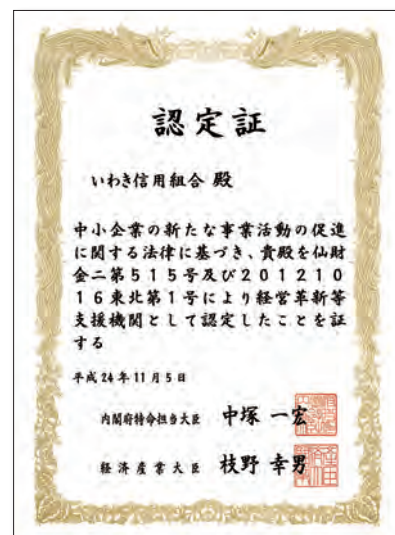 認定証
いわき信用組合 殿
中小企業の新たな事業活動の促進
に関する法律に基づき、貴殿を仙財
金二第515号及び201210
16東北第1号により経営革新等
支援機関として認定したことを証
する
平成24年11月5日
内閣府特命担当大臣 中塚 一宏
経済産業大臣 枝野 幸男